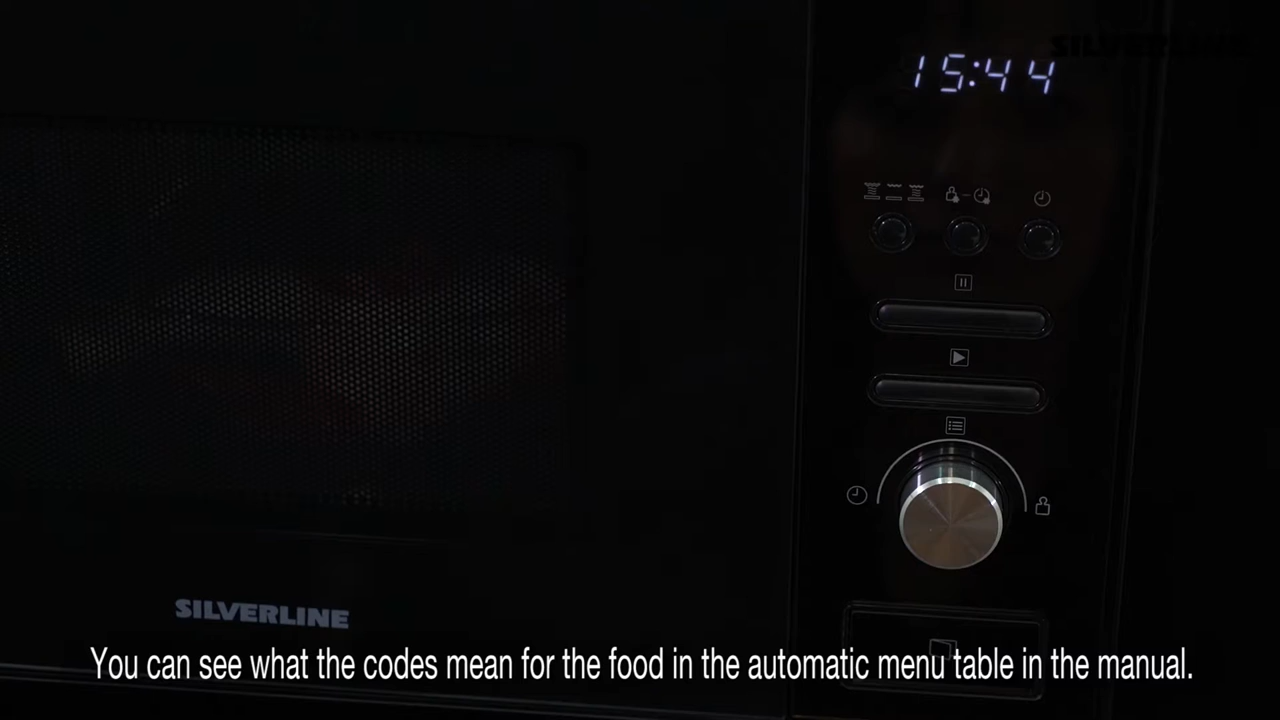 SILVERLINE
15:44
SILVERLINE
You can see what the codes mean for the food in the automatic menu table in the manual.